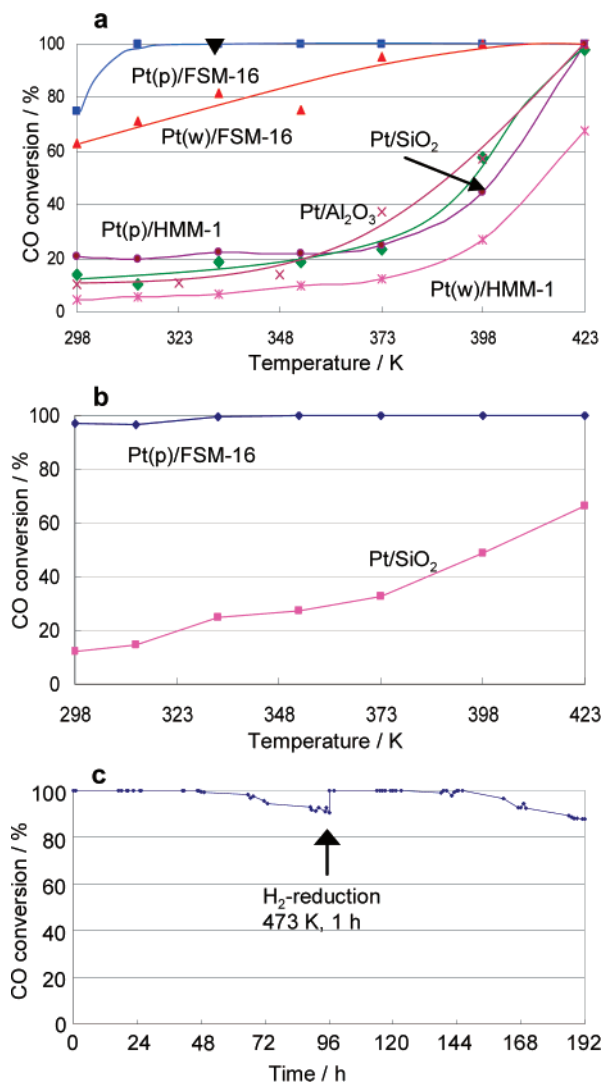 a
CO conversion / %
100
80
60
40
20
0
Pt(p)/FSM-16
Pt(w)/FSM-16
Pt/SiO₂
Pt/Al₂O₃
Pt(p)/HMM-1
Pt(w)/HMM-1
298 323 348 373 398 423
Temperature / K
b
CO conversion / %
100
80
60
40
20
0
Pt(p)/FSM-16
Pt/SiO₂
298 323 348 373 398 423
Temperature / K
c
CO conversion / %
100
80
60
40
20
0
H₂-reduction
473 K, 1 h
0 24 48 72 96 120 144 168 192
Time / h